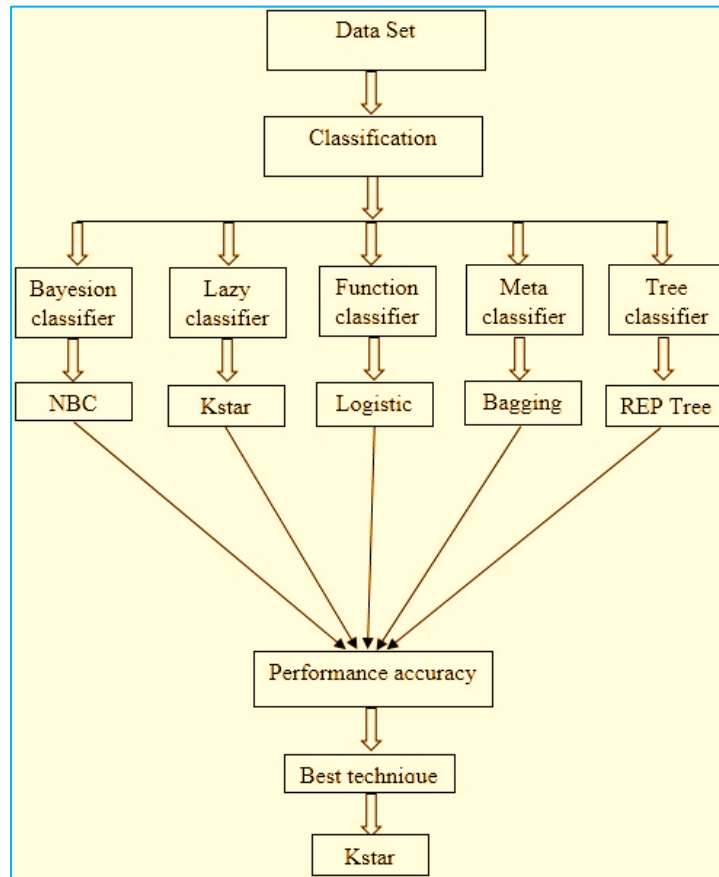 Data Set
Classification
Bayesion
classifier
Lazy
classifier
Function
classifier
Meta
classifier
Tree
classifier
NBC
Kstar
Logistic
Bagging
REP Tree
Performance accuracy
Best technique
Kstar